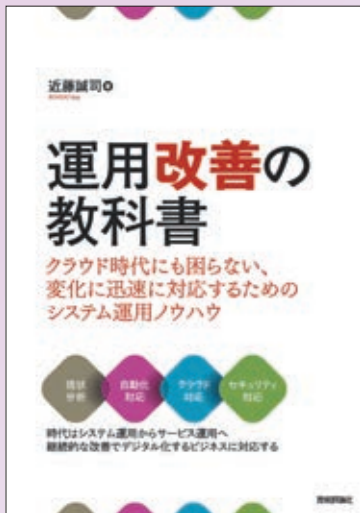 近藤誠司 著
運用改善の
教科書
クラウド時代にも困らない、
変化に迅速に対応するための
システム運用ノウハウ
現状
分析
自動化
対応
クラウド
対応
セキュリティ
対応
時代はシステム運用からサービス運用へ
継続的な改善でデジタル化するビジネスに対応する
技術評論社